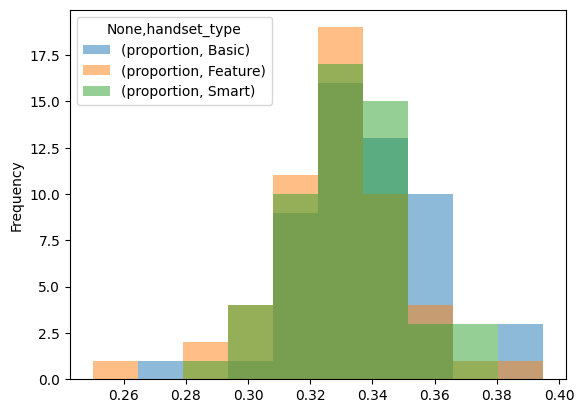 None,handset_type
(proportion, Basic)
(proportion, Feature)
(proportion, Smart)
Frequency
17.5
15.0
12.5
10.0
7.5
5.0
2.5
0.0
0.26 0.28 0.30 0.32 0.34 0.36 0.38 0.40